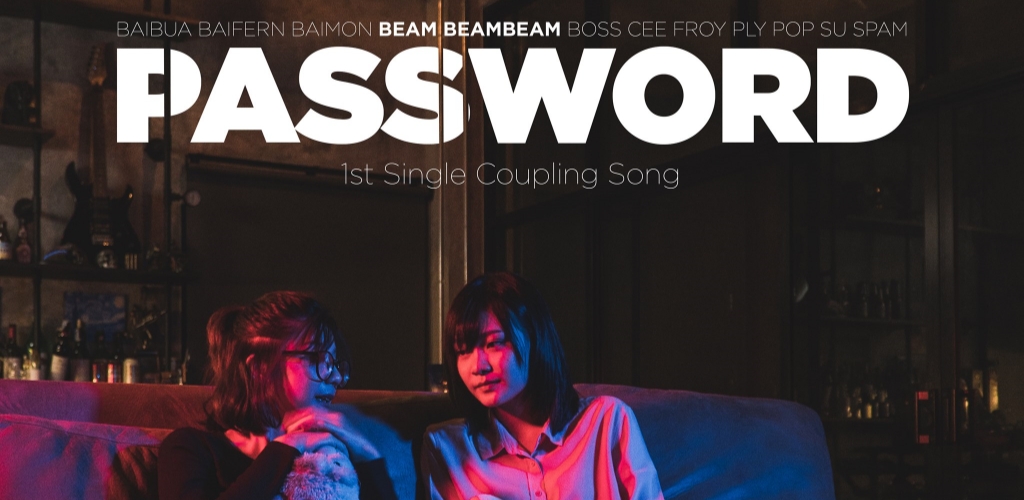 BAIBUA BAIFERN BAIMON BEAM BEAMBEAM BOSS CEE FROY PLY POP SU SPAM
PASSWORD
1st Single Coupling Song